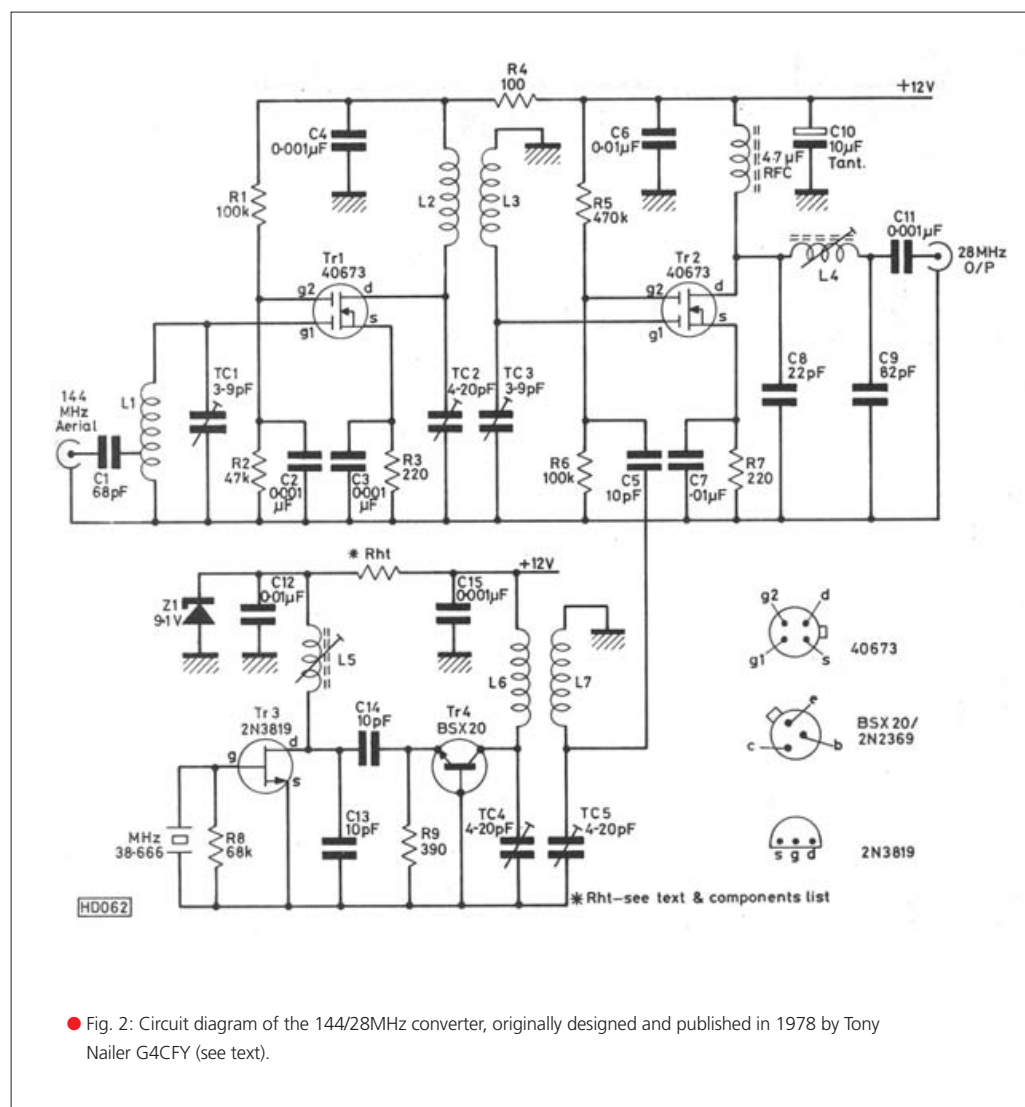 R4
100
+12V
C4
0·001µF
C6
0·01µF
4·7µF
RFC
C10
10µF
Tant.
R1
100k
L2
L3
R5
470k
C11
0·001µF
28MHz
O/P
L4
Tr1
40673
g2
d
s
g1
Tr2
40673
g2
d
s
g1
TC1
3-9pF
TC2
4-20pF
TC3
3-9pF
C8
22pF
C9
82pF
144
MHz
Aerial
L1
C1
68pF
R2
47k
C2
0·001
µF
C3
0·001
µF
R3
220
R6
100k
C5
10pF
C7
·01µF
R7
220
* Rht
+12V
Z1
9·1V
C12
0·01µF
C15
0·001µF
L5
L6
L7
g2
d
g1
s
40673
Tr3
2N3819
d
g
s
C14
10pF
Tr4
BSX20
e
c
b
BSX20/
2N2369
MHz
38·666
R8
68k
C13
10pF
R9
390
TC4
4-20pF
TC5
4-20pF
s g d
2N3819
HD062
* Rht–see text & components list
Fig. 2: Circuit diagram of the 144/28MHz converter, originally designed and published in 1978 by Tony
Nailer G4CFY (see text).